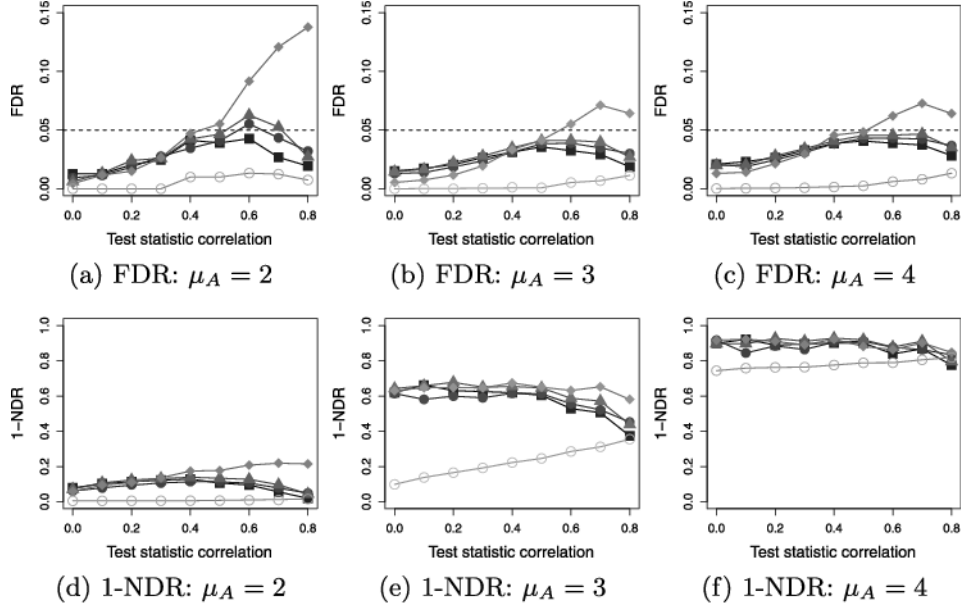 FDR
0.00 0.05 0.10 0.15
0.0 0.2 0.4 0.6 0.8
Test statistic correlation
(a) FDR: μ_A = 2
FDR
0.00 0.05 0.10 0.15
0.0 0.2 0.4 0.6 0.8
Test statistic correlation
(b) FDR: μ_A = 3
FDR
0.00 0.05 0.10 0.15
0.0 0.2 0.4 0.6 0.8
Test statistic correlation
(c) FDR: μ_A = 4
1-NDR
0.0 0.2 0.4 0.6 0.8 1.0
0.0 0.2 0.4 0.6 0.8
Test statistic correlation
(d) 1-NDR: μ_A = 2
1-NDR
0.0 0.2 0.4 0.6 0.8 1.0
0.0 0.2 0.4 0.6 0.8
Test statistic correlation
(e) 1-NDR: μ_A = 3
1-NDR
0.0 0.2 0.4 0.6 0.8 1.0
0.0 0.2 0.4 0.6 0.8
Test statistic correlation
(f) 1-NDR: μ_A = 4